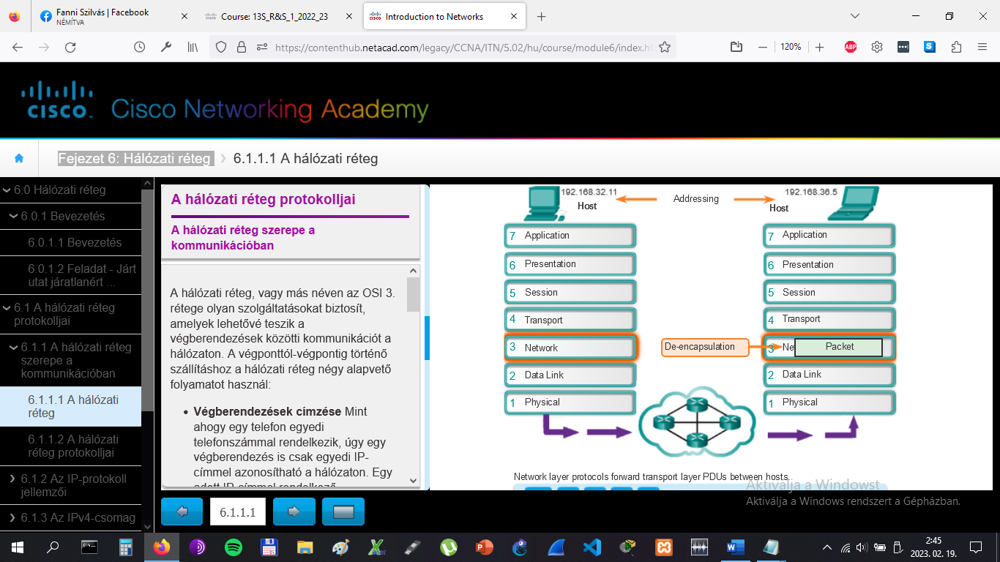 Fanni Szilvás | Facebook
NÉMÍTVA
Course: 13S_R&S_1_2022_23
Introduction to Networks
https://contenthub.netacad.com/legacy/CCNA/ITN/5.02/hu/course/module6/index.ht
120%
ABP
CISCO
Cisco Networking Academy
Fejezet 6: Hálózati réteg
6.1.1.1 A hálózati réteg
6.0 Hálózati réteg
6.0.1 Bevezetés
6.0.1.1 Bevezetés
6.0.1.2 Feladat - Járt
utat járatlanért ...
6.1 A hálózati réteg
protokolljai
6.1.1 A hálózati réteg
szerepe a
kommunikációban
6.1.1.1 A hálózati
réteg
6.1.1.2 A hálózati
réteg protokolljai
6.1.2 Az IP-protokoll
jellemzői
6.1.3 Az IPv4-csomag
A hálózati réteg protokolljai
A hálózati réteg szerepe a
kommunikációban
A hálózati réteg, vagy más néven az OSI 3.
rétege olyan szolgáltatásokat biztosít,
amelyek lehetővé teszik a
végberendezések közötti kommunikációt a
hálózaton. A végponttól-végpontig történő
szállításhoz a hálózati réteg négy alapvető
folyamatot használ:
• Végberendezések címzése Mint
ahogy egy telefon egyedi
telefonszámmal rendelkezik, úgy egy
végberendezés is csak egyedi IP-
címmel azonosítható a hálózaton. Egy
adott IP-címmel rendelkező
6.1.1.1
192.168.32.11
Host
Addressing
192.168.36.5
Host
7 Application
6 Presentation
5 Session
4 Transport
3 Network
2 Data Link
1 Physical
De-encapsulation
7 Application
6 Presentation
5 Session
4 Transport
3 Ne
Packet
2 Data Link
1 Physical
Network layer protocols forward transport layer PDUs between hosts.
Aktiválja a Windowst
Aktiválja a Windows rendszert a Gépházban.
2:45
2023. 02. 19.